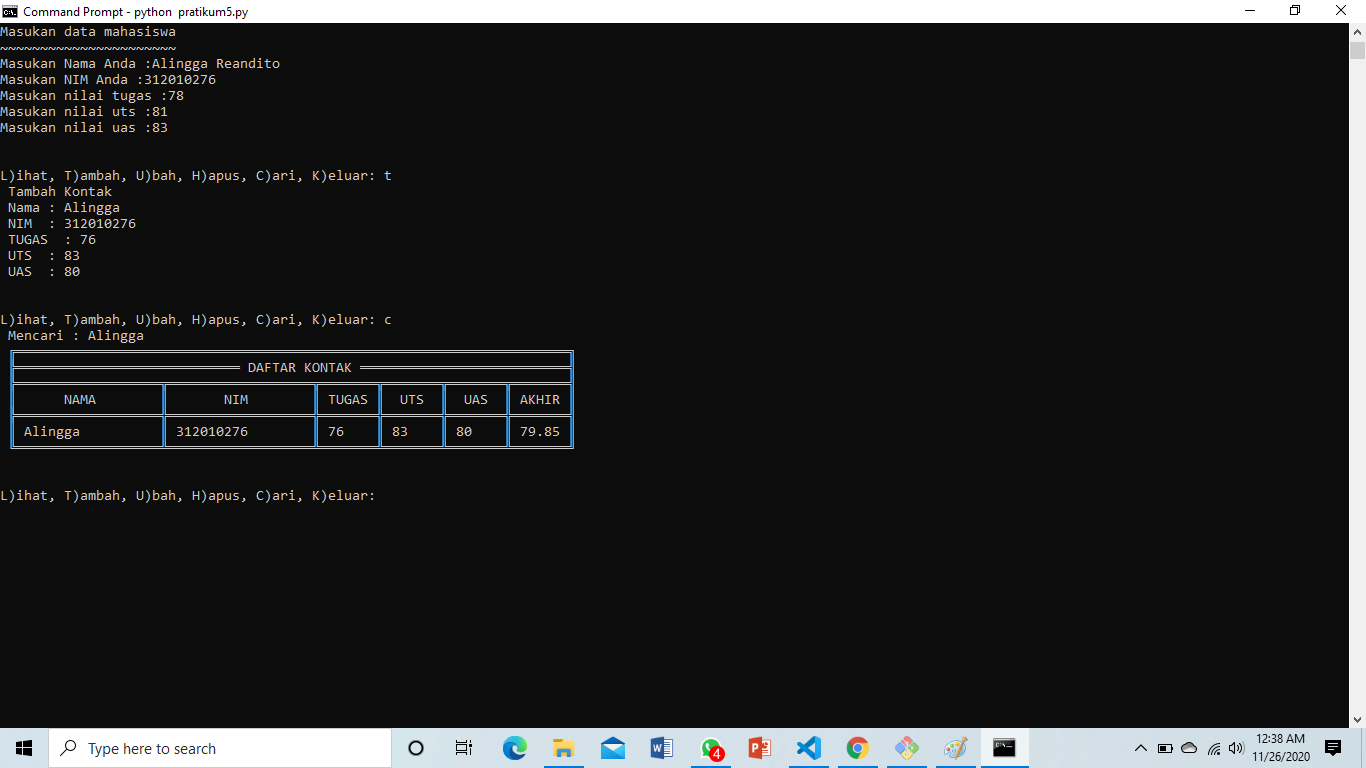 Command Prompt - python  pratikum5.py
Masukan data mahasiswa
~~~~~~~~~~~~~~~~~~~~~~
Masukan Nama Anda :Alingga Reandito
Masukan NIM Anda :312010276
Masukan nilai tugas :78
Masukan nilai uts :81
Masukan nilai uas :83
L)ihat, T)ambah, U)bah, H)apus, C)ari, K)eluar: t
Tambah Kontak
Nama : Alingga
NIM  : 312010276
TUGAS  : 76
UTS  : 83
UAS  : 80
L)ihat, T)ambah, U)bah, H)apus, C)ari, K)eluar: c
Mencari : Alingga
DAFTAR KONTAK
NAMA NIM TUGAS UTS UAS AKHIR
Alingga 312010276 76 83 80 79.85
L)ihat, T)ambah, U)bah, H)apus, C)ari, K)eluar:
Type here to search
4
12:38 AM
11/26/2020